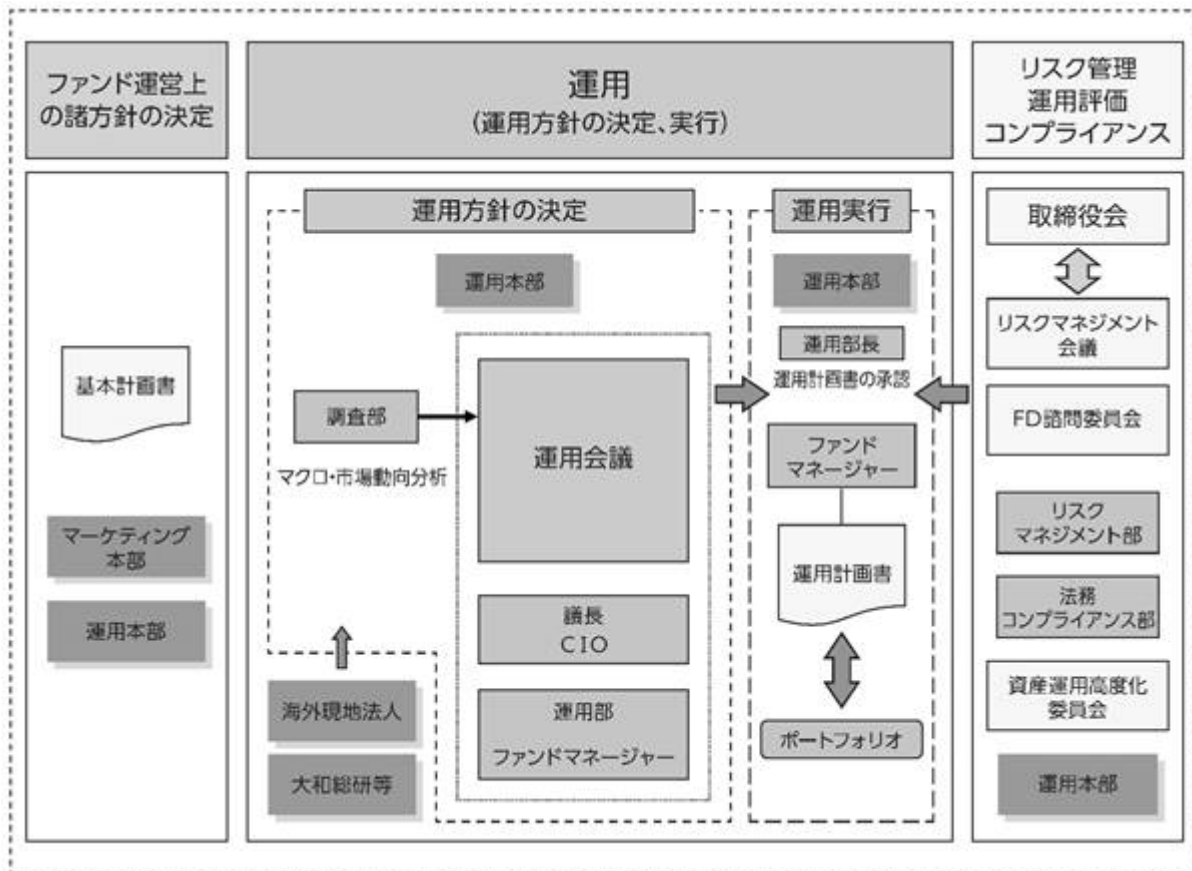 ファンド運営上
の諸方針の決定
運用
(運用方針の決定、実行)
リスク管理
運用評価
コンプライアンス
基本計画書
マーケティング
本部
運用本部
運用方針の決定
運用本部
調査部
マクロ・市場動向分析
運用会議
議長
CIO
運用部
ファンドマネージャー
海外現地法人
大和総研等
運用実行
運用本部
運用部長
運用計画書の承認
ファンド
マネージャー
運用計画書
ポートフォリオ
取締役会
リスクマネジメント
会議
FD諮問委員会
リスク
マネジメント部
法務
コンプライアンス部
資産運用高度化
委員会
運用本部